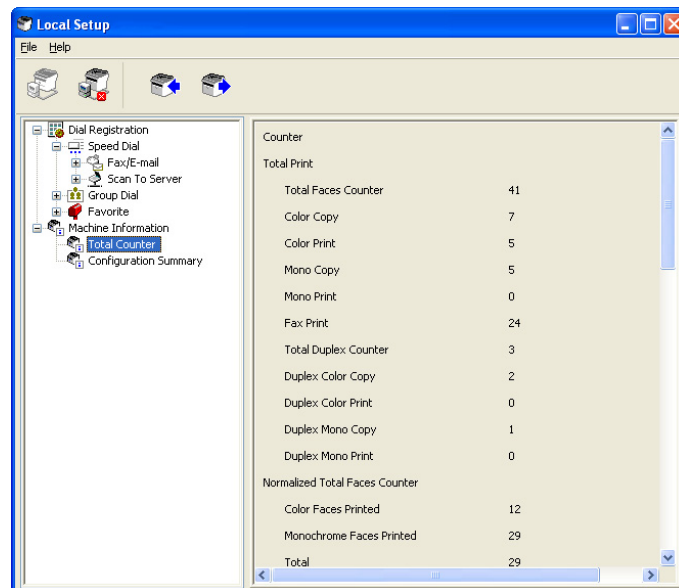 Local Setup
File Help
Dial Registration
Speed Dial
Fax/E-mail
Scan To Server
Group Dial
Favorite
Machine Information
Total Counter
Configuration Summary
Counter
Total Print
Total Faces Counter 41
Color Copy 7
Color Print 5
Mono Copy 5
Mono Print 0
Fax Print 24
Total Duplex Counter 3
Duplex Color Copy 2
Duplex Color Print 0
Duplex Mono Copy 1
Duplex Mono Print 0
Normalized Total Faces Counter
Color Faces Printed 12
Monochrome Faces Printed 29
Total 29